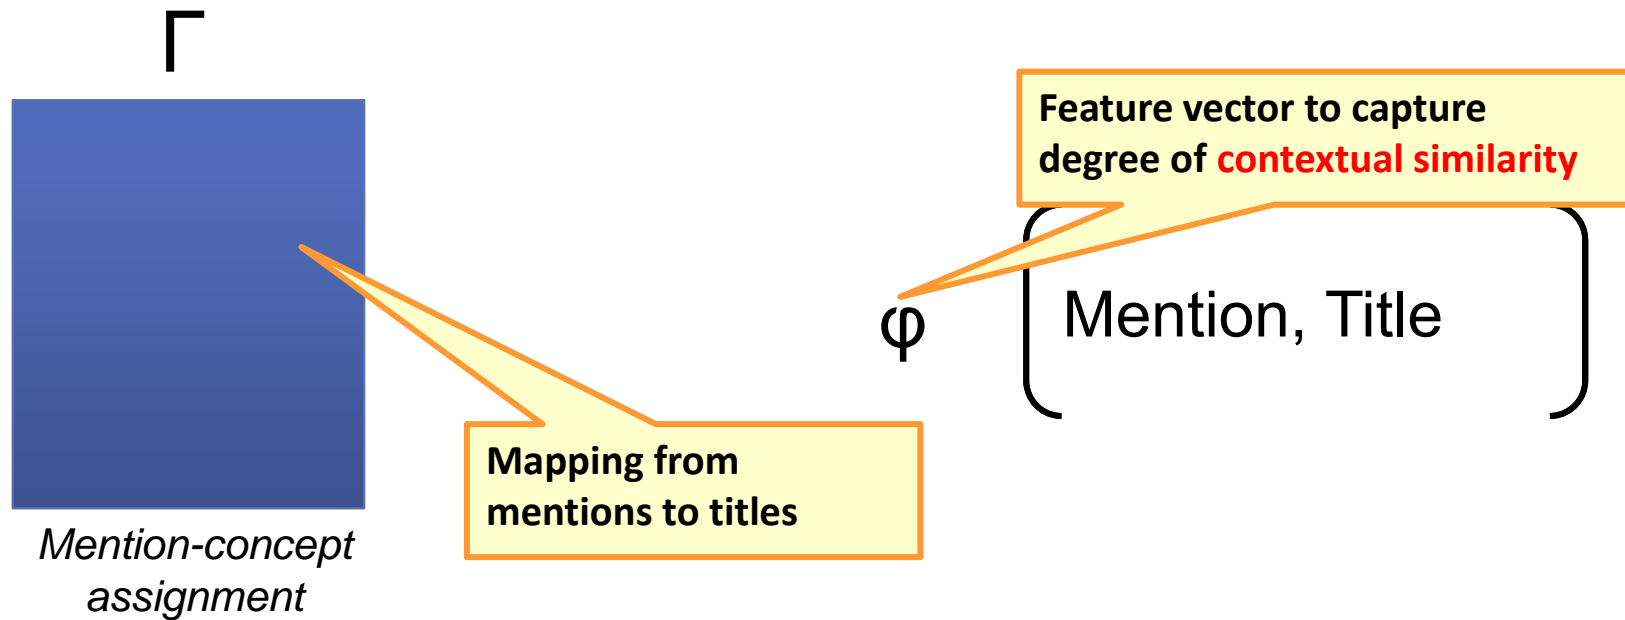 Γ
Feature vector to capture
degree of contextual similarity
φ ( Mention, Title )
Mapping from
mentions to titles
Mention-concept
assignment